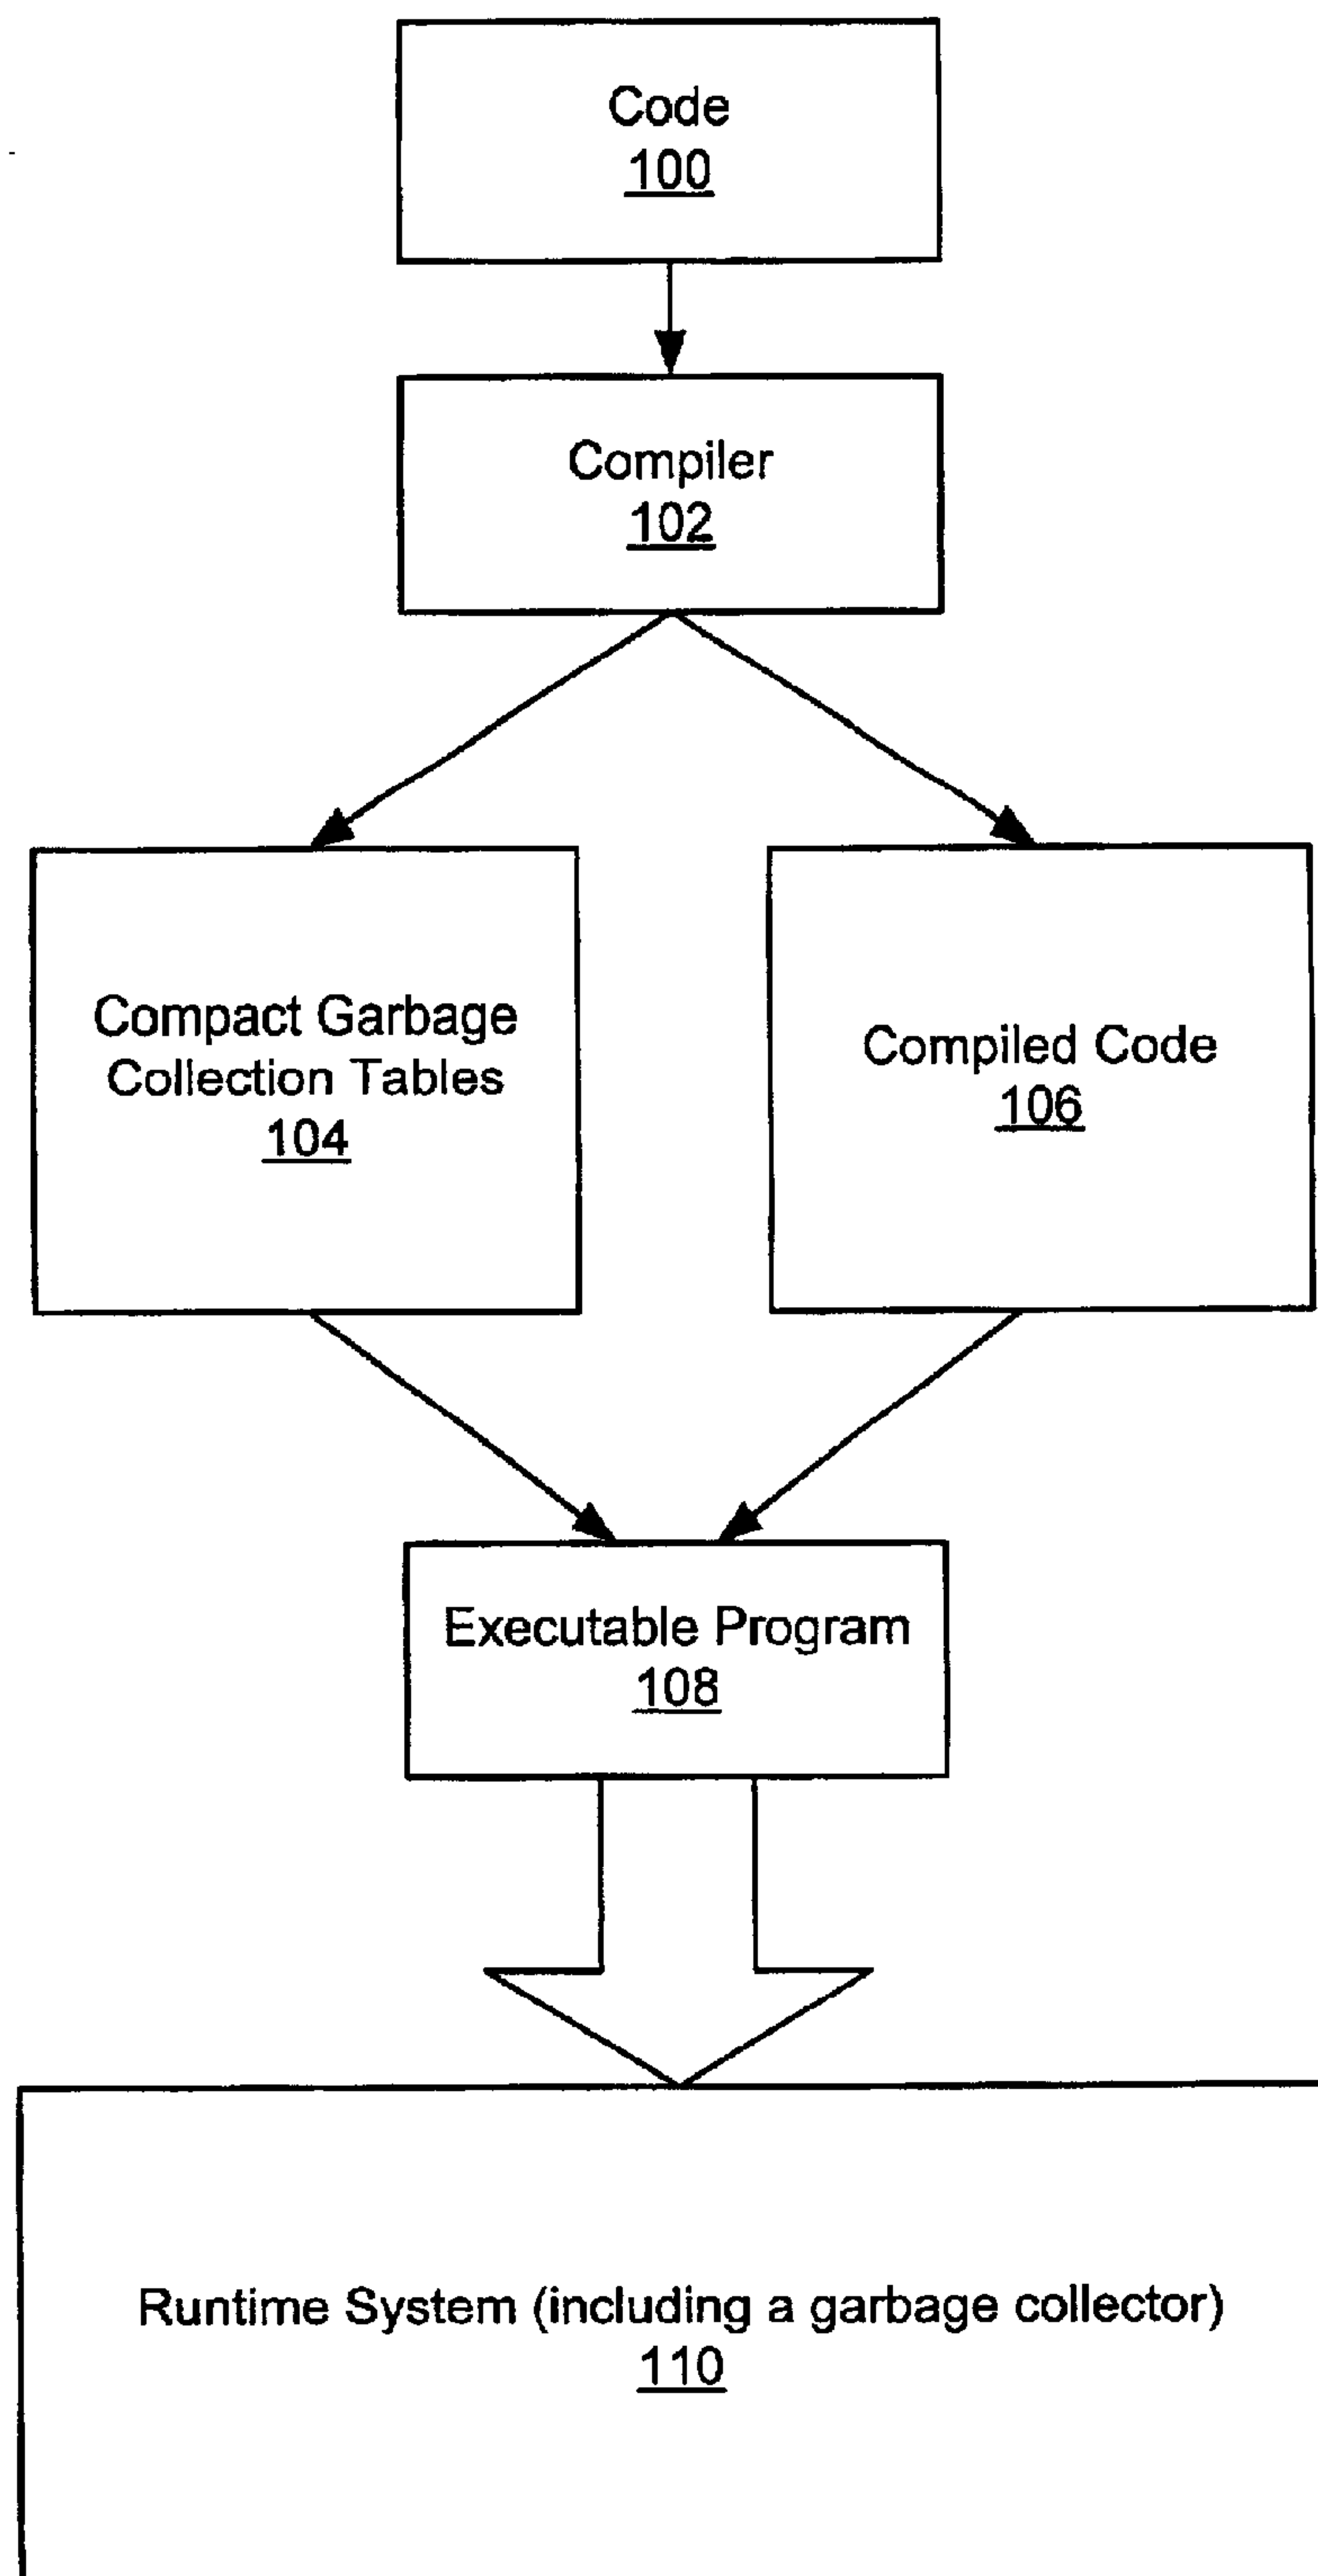 Code
100
Compiler
102
Compact Garbage
Collection Tables
104
Compiled Code
106
Executable Program
108
Runtime System (including a garbage collector)
110